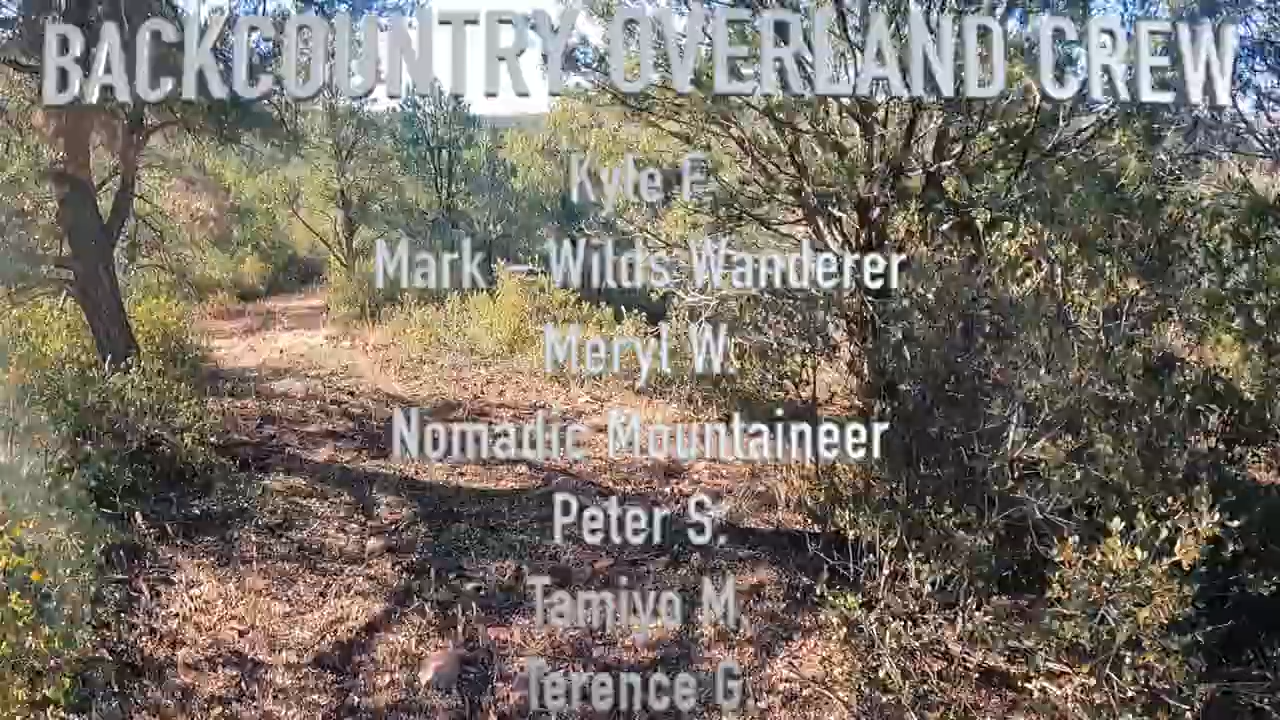 BACKCOUNTRY OVERLAND CREW
Kyle F.
Mark - Wilds Wanderer
Meryl W.
Nomadic Mountaineer
Peter S.
Tamiyo M.
Terence G.